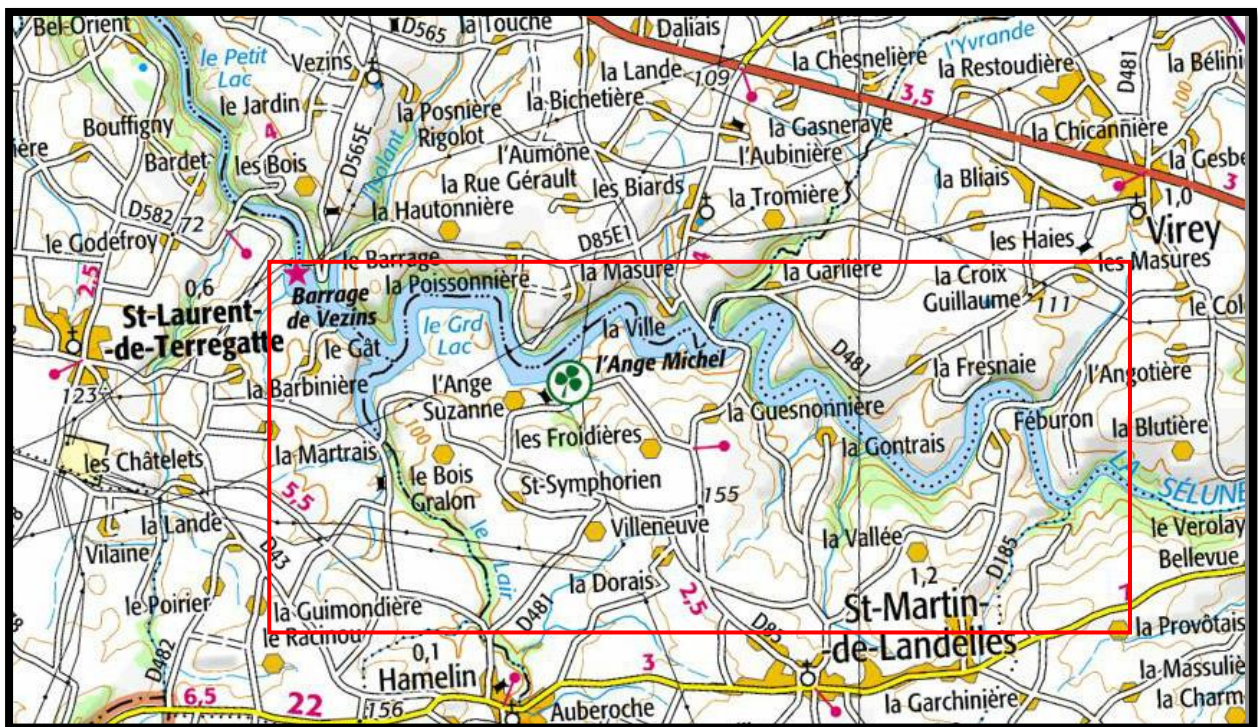 Bel-Orient
D565
la Touche
Dallais
l'Yvrande
le Petit
Lac
Vezins
la Lande
109
la Chesnelière
la Restoudière
D481
la Bélini
le Jardin
la Posnière
Rigolot
la Bichetière
3,5
100
Bouffigny
4
D565E
la Gasneraye
la Chicannière
ière
Bardet
les Bois
l'Isolant
l'Aumône
l'Aubinière
la Gesbe
la Rue Gérault
les Biards
la Tromière
la Bliais
3
1,0
D582
72
la Hautonnière
Virey
le Godefroy
D85E1
les Haies
2,5
le Barrage
la Masure
4
la Garlière
la Croix
Guillaume
les Masures
0,6
Barrage
de Vezins
la Poissonnière
111
St-Laurent-
-de-Terregatte
le Grd
Lac
la Ville
le Col
le Gât
l'Ange Michel
D481
la Fresnaie
la Barbinière
l'Ange
Suzanne
l'Angotière
123
la Guesnonnière
Féburon
la Blutière
100
les Froidières
la Gontrais
les Châtelets
la Martrais
le Bois
Gralon
St-Symphorien
155
LA
SÉLUNE
5,5
la Lande
Villeneuve
la Vallée
le Verolay
Vilaine
D43
le Lair
D185
Bellevue
la Dorais
1,2
le Poirier
la Guimondière
D481
2,5
St-Martin-
-de-Landelles
1
le Racinou
D85
la Provôtais
D482
0,1
3
la Massuliè
6,5
22
Hamelin
156
Auberoche
la Garchinière
la Charm